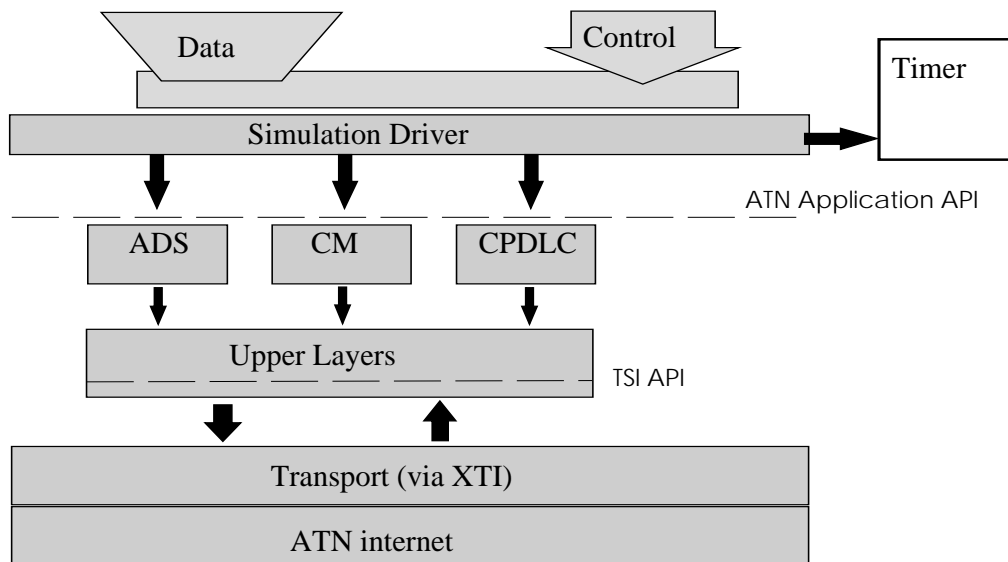 Data
Control
Timer
Simulation Driver
ATN Application API
ADS
CM
CPDLC
Upper Layers
TSI API
Transport (via XTI)
ATN internet